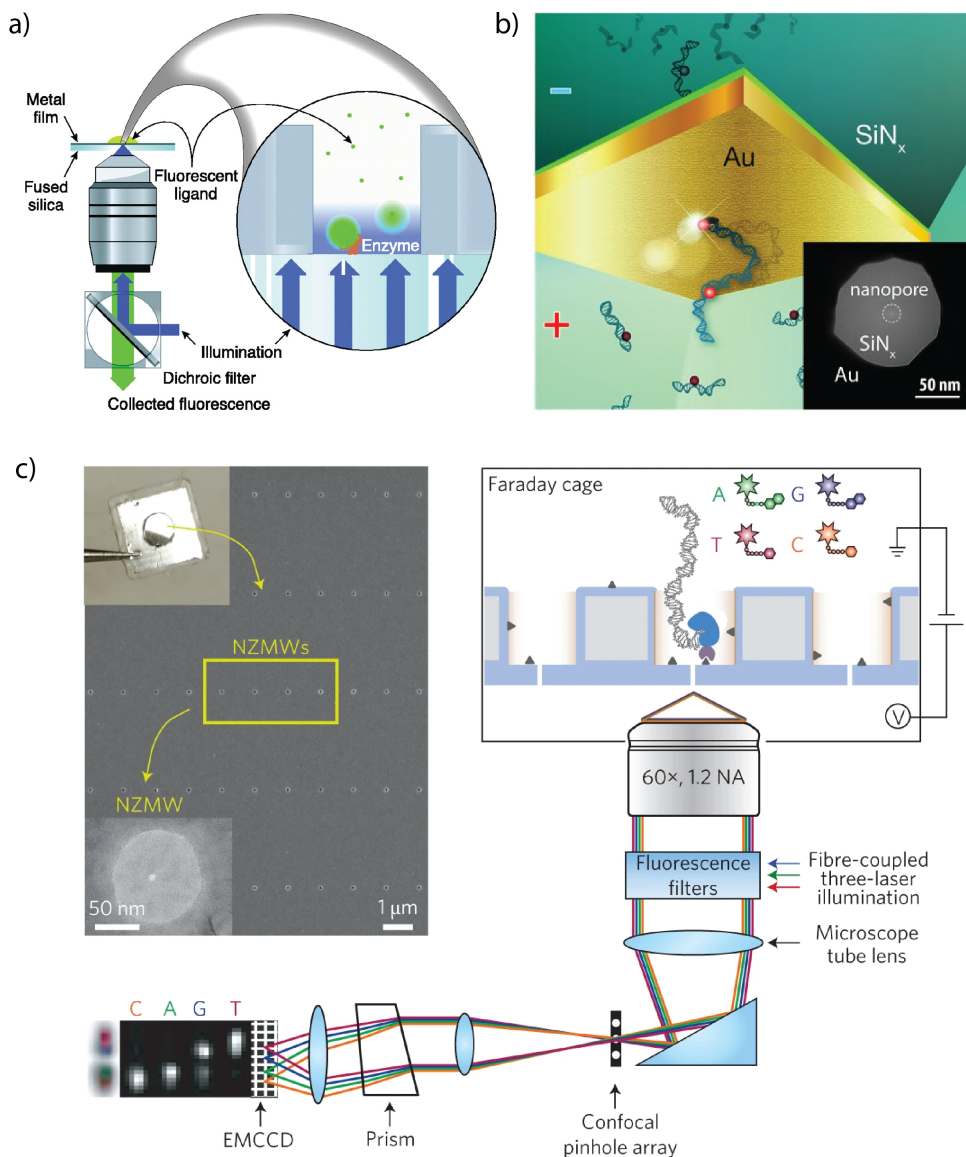 a)
Metal
film
Fused
silica
Fluorescent
ligand
Enzyme
Illumination
Dichroic filter
Collected fluorescence
b)
−
SiNx
Au
+
nanopore
SiNx
Au
50 nm
c)
NZMWs
NZMW
50 nm
1 µm
Faraday cage
A
G
T
C
V
60×, 1.2 NA
Fluorescence
filters
Fibre-coupled
three-laser
illumination
Microscope
tube lens
C A G T
EMCCD
Prism
Confocal
pinhole array